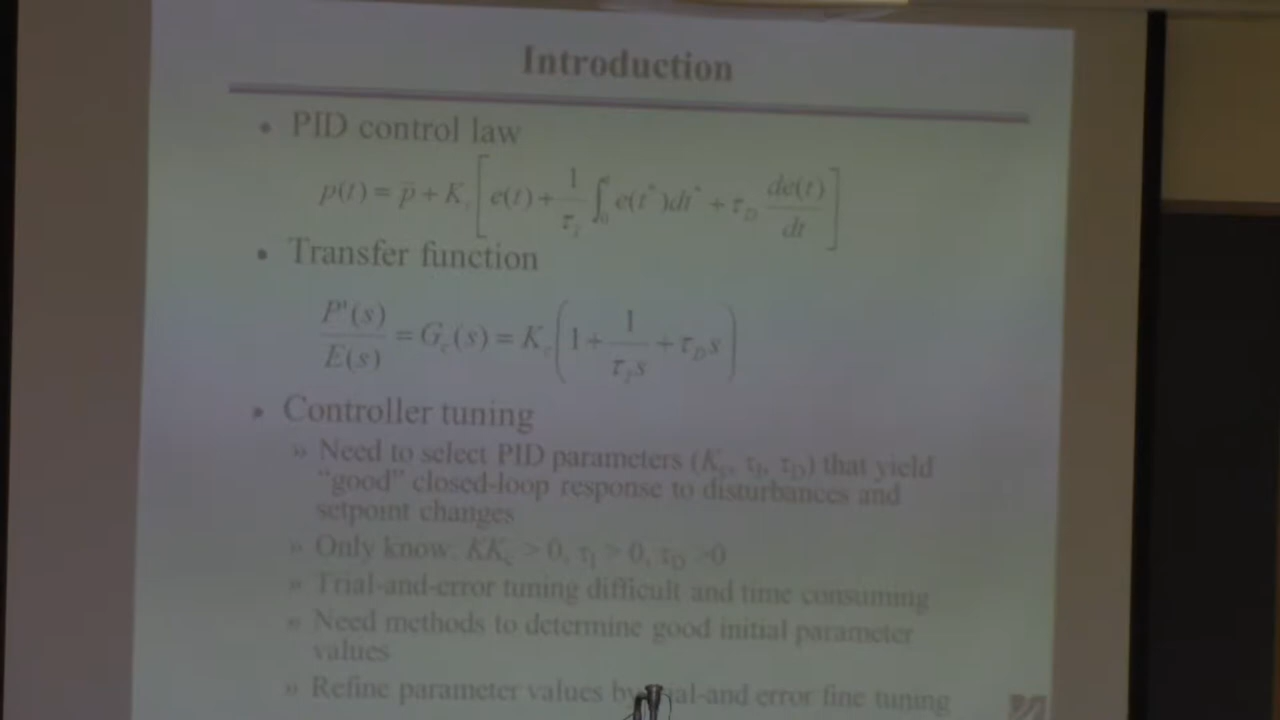 Introduction
• PID control law
p(t) = p̄ + K_c [ e(t) + 1/τ_I ∫_0^t e(t*)dt* + τ_D de(t)/dt ]
• Transfer function
P'(s)/E(s) = G_c(s) = K_c ( 1 + 1/τ_I s + τ_D s )
• Controller tuning
» Need to select PID parameters (K_c, τ_I, τ_D) that yield
“good” closed-loop response to disturbances and
setpoint changes
» Only know: KK_c > 0, τ_I > 0, τ_D >0
» Trial-and-error tuning difficult and time consuming
» Need methods to determine good initial parameter
values
» Refine parameter values by ial-and error fine tuning